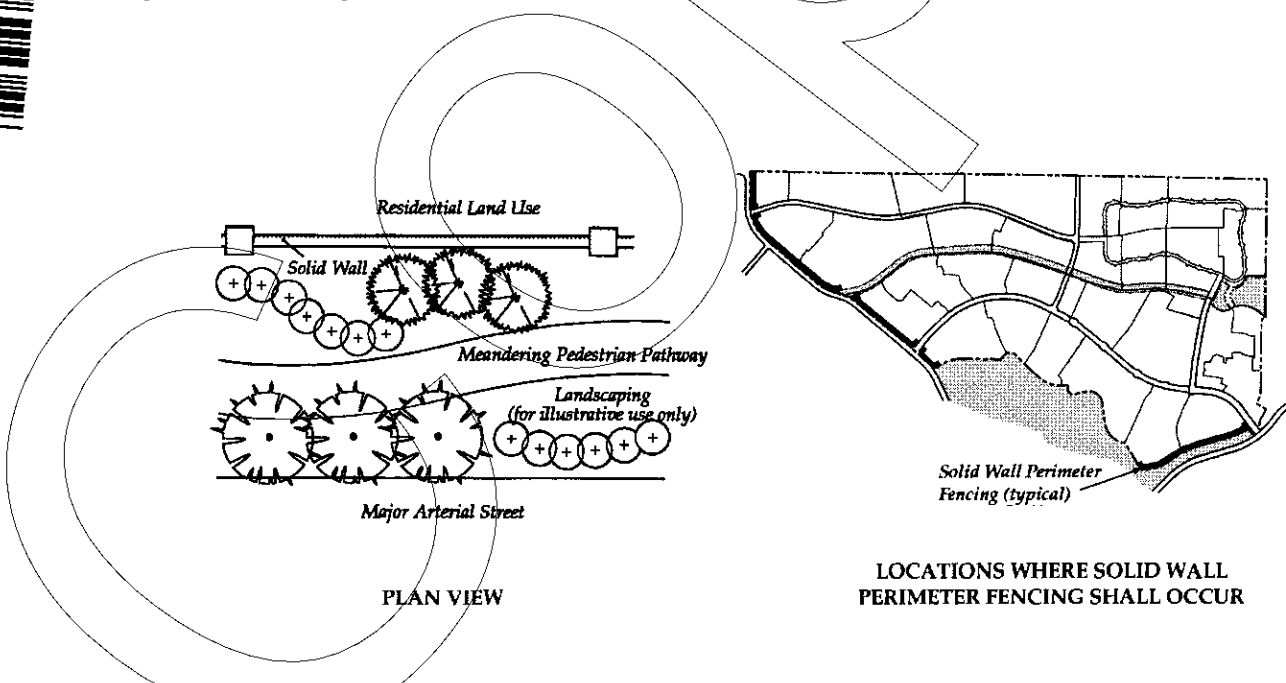 Residential Land Use
Solid Wall
Meandering Pedestrian Pathway
Landscaping
(for illustrative use only)
Major Arterial Street
PLAN VIEW
Solid Wall Perimeter
Fencing (typical)
LOCATIONS WHERE SOLID WALL
PERIMETER FENCING SHALL OCCUR